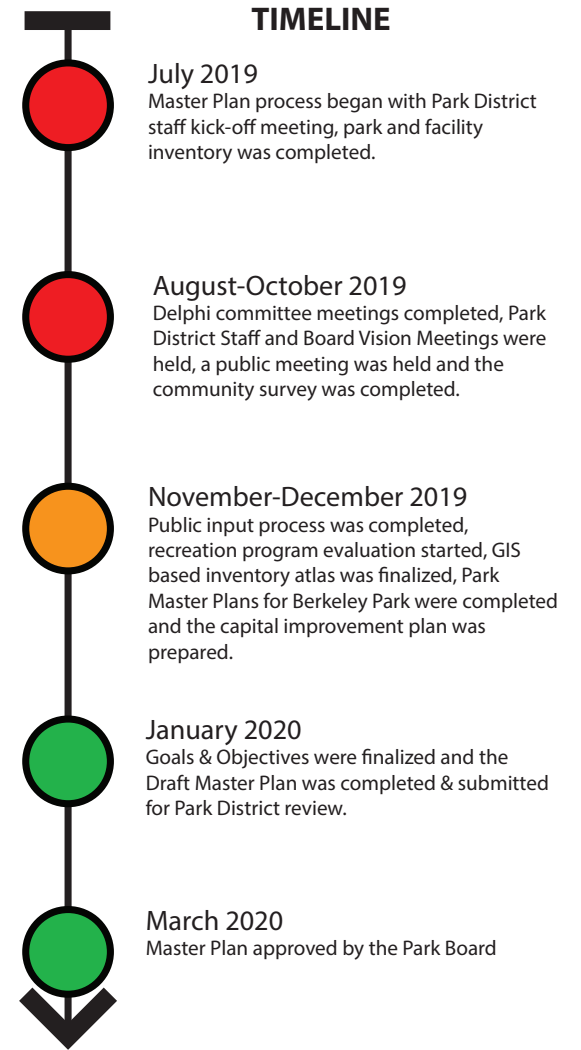 TIMELINE
July 2019
Master Plan process began with Park District
staff kick-off meeting, park and facility
inventory was completed.
August-October 2019
Delphi committee meetings completed, Park
District Staff and Board Vision Meetings were
held, a public meeting was held and the
community survey was completed.
November-December 2019
Public input process was completed,
recreation program evaluation started, GIS
based inventory atlas was finalized, Park
Master Plans for Berkeley Park were completed
and the capital improvement plan was
prepared.
January 2020
Goals & Objectives were finalized and the
Draft Master Plan was completed & submitted
for Park District review.
March 2020
Master Plan approved by the Park Board